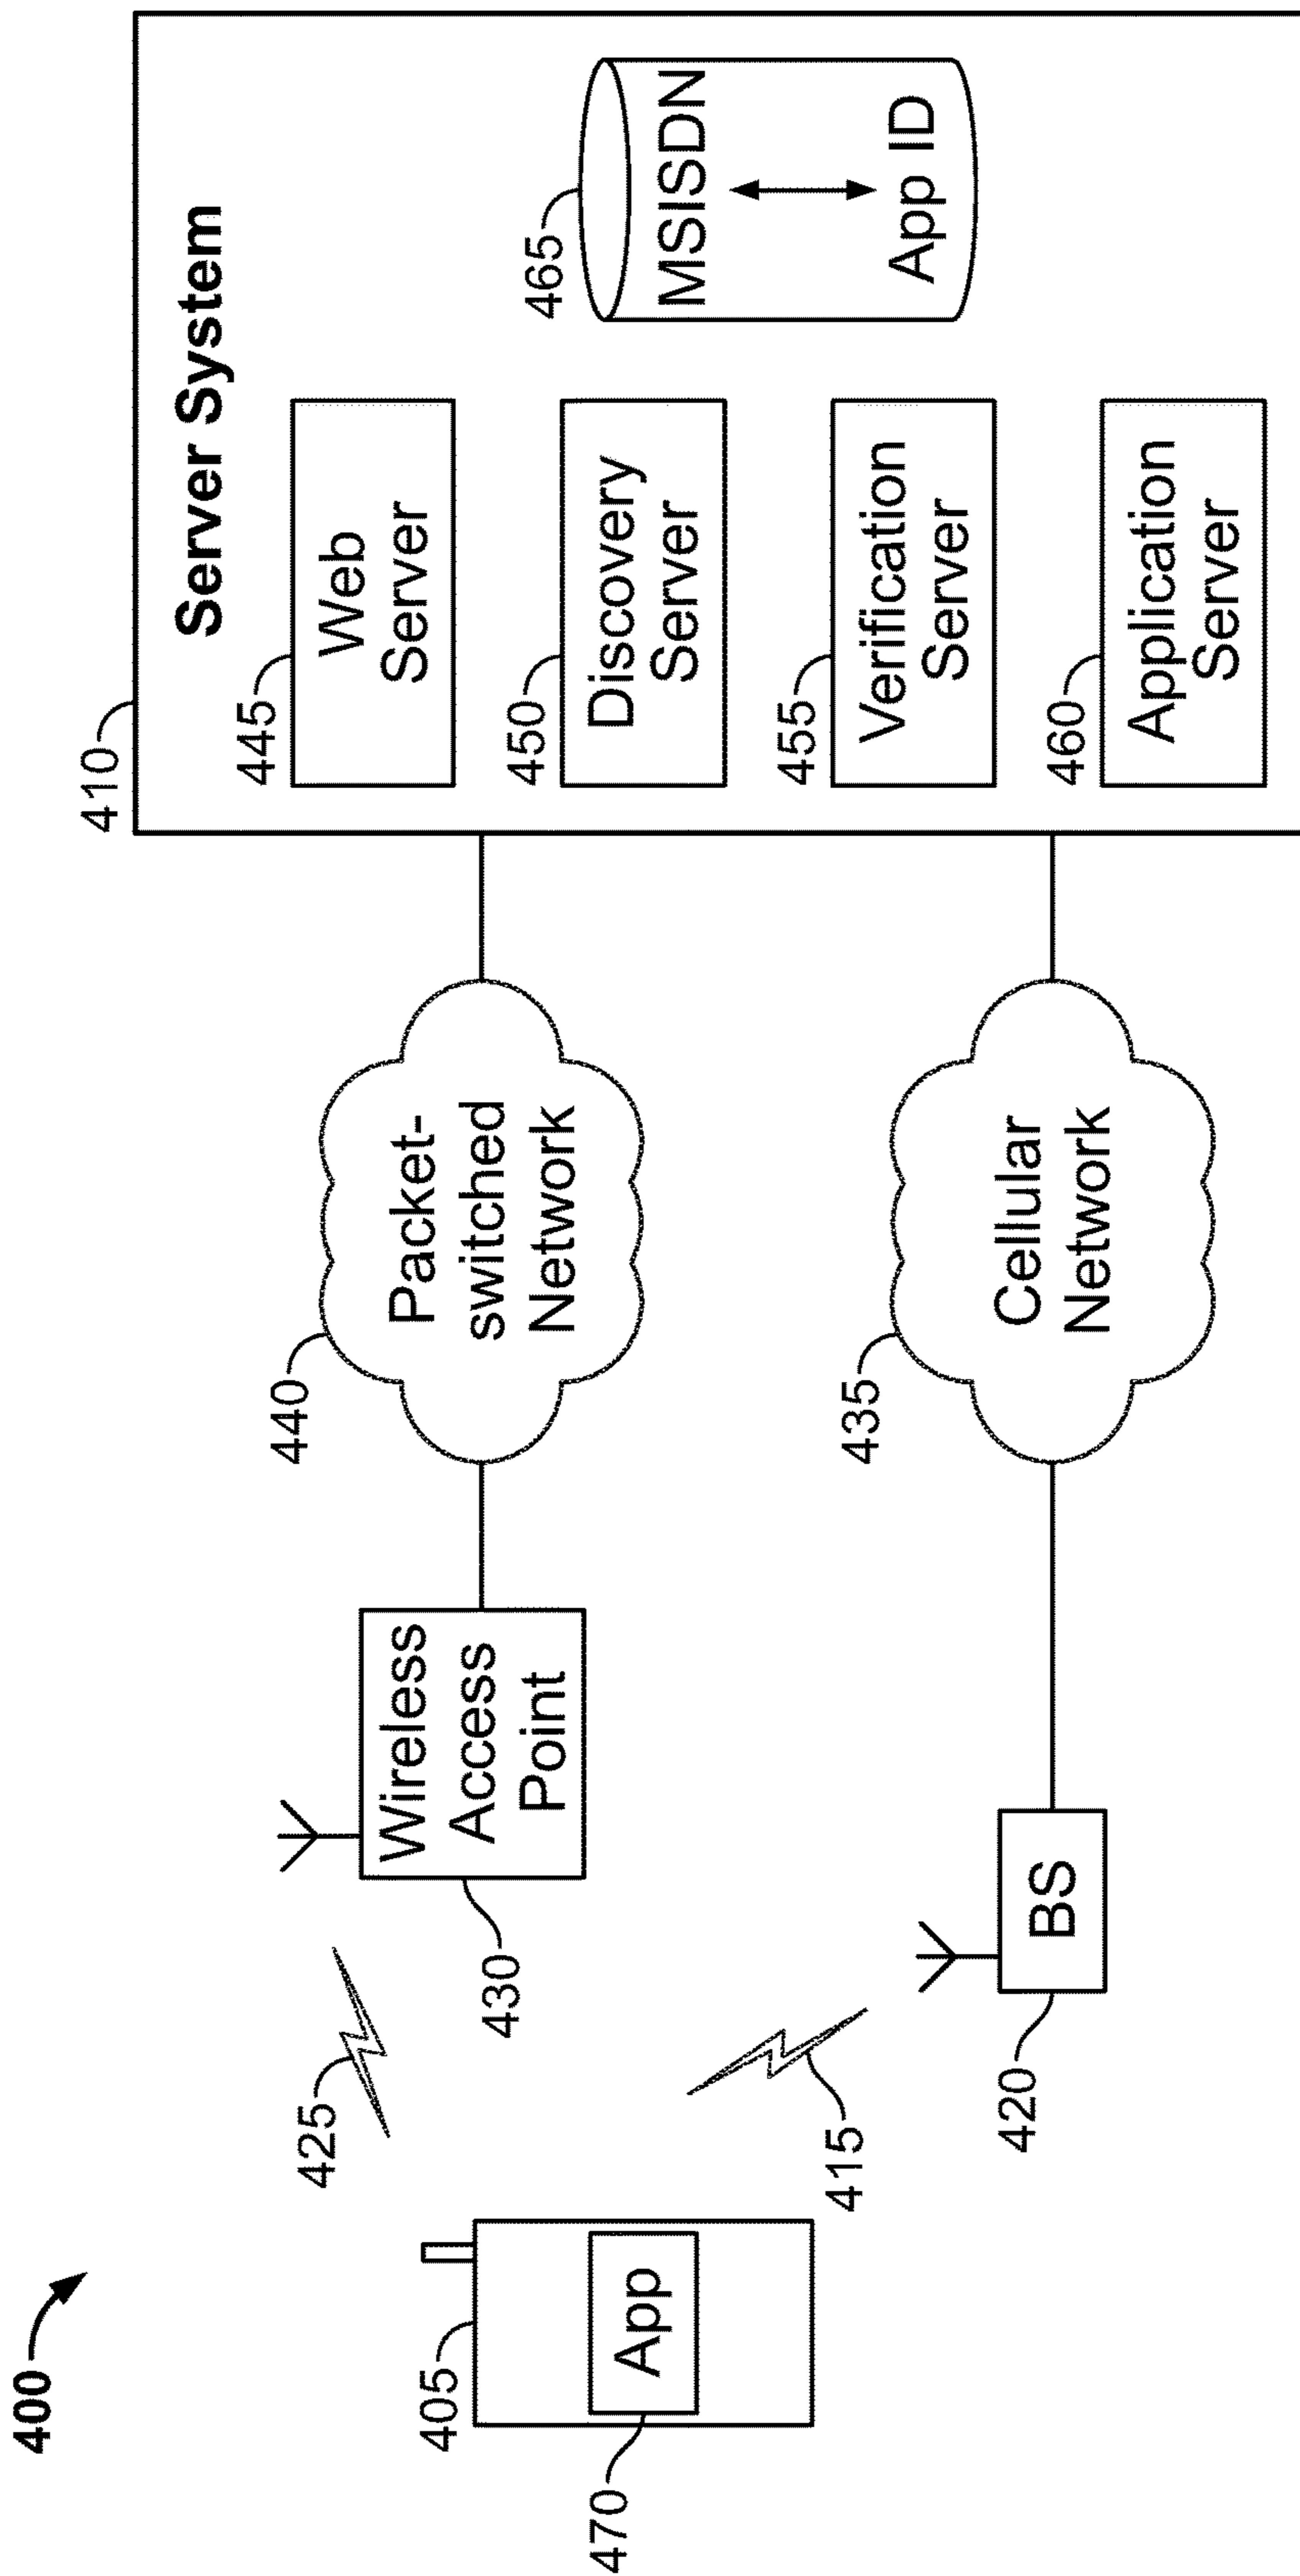 400
410
Server System
445
Web
Server
450
Discovery
Server
455
Verification
Server
460
Application
Server
465
MSISDN
App ID
440
Packet-
switched
Network
435
Cellular
Network
Wireless
Access
Point
430
BS
420
425
415
405
App
470